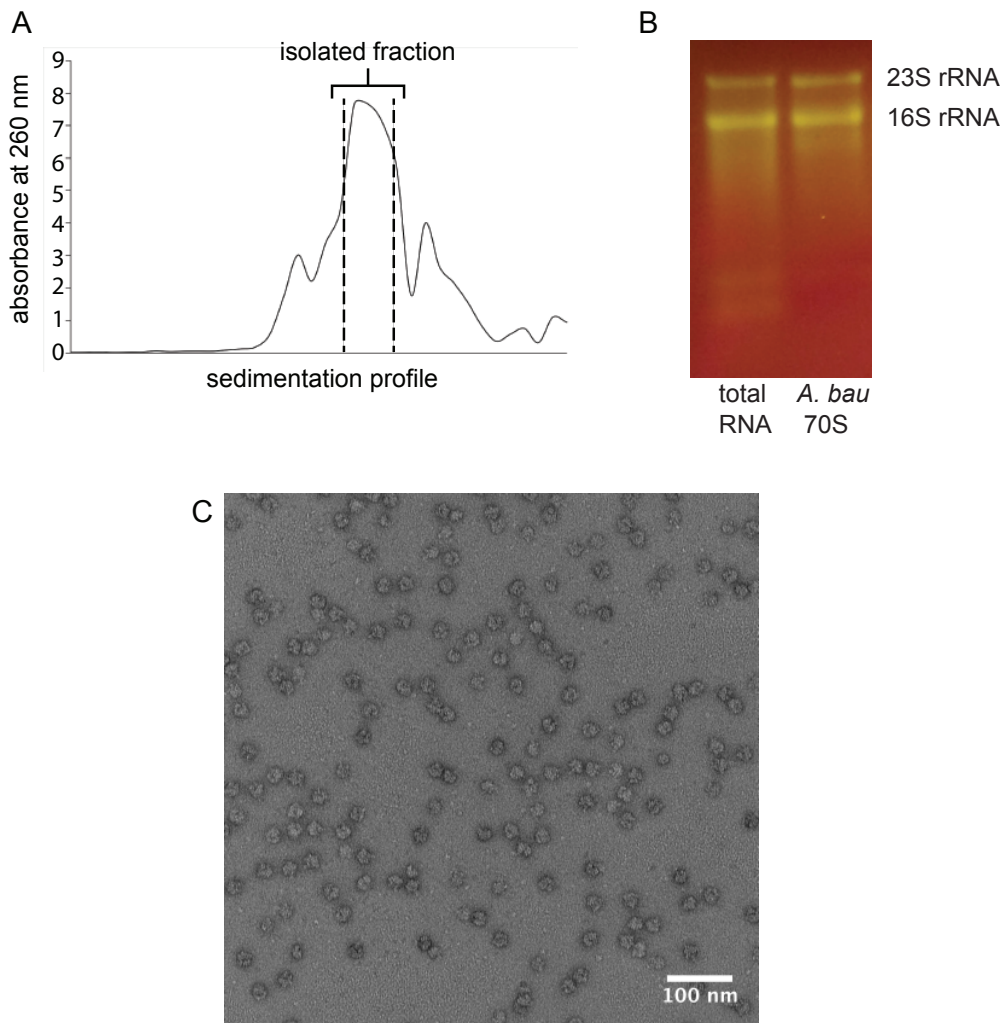 A
isolated fraction
absorbance at 260 nm
9
8
7
6
5
4
3
2
1
0
sedimentation profile
B
23S rRNA
16S rRNA
total RNA
A. bau 70S
C
100 nm